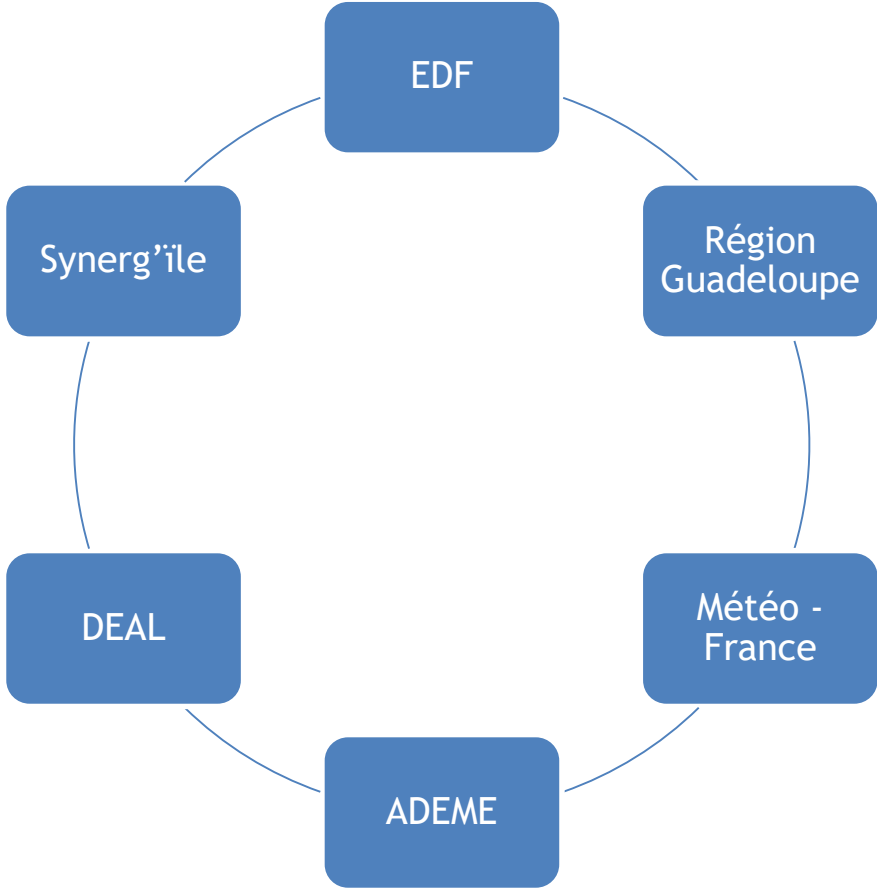 EDF
Région
Guadeloupe
Météo -
France
ADEME
DEAL
Synerg’ïle